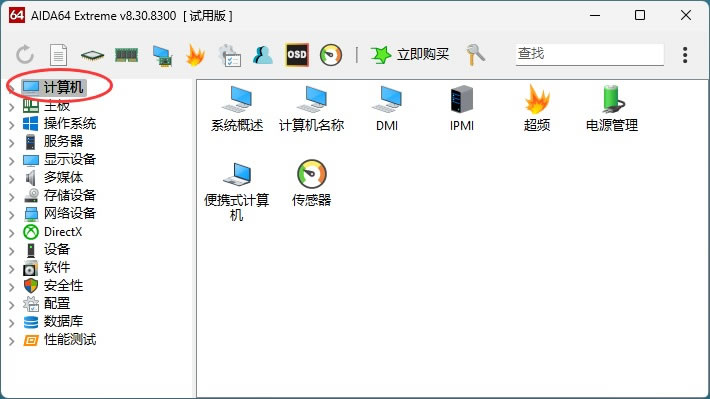 64 AIDA64 Extreme v8.30.8300 [ 试用版 ]
OSD 立即购买 查找
计算机
主板
操作系统
服务器
显示设备
多媒体
存储设备
网络设备
DirectX
设备
软件
安全性
配置
数据库
性能测试
系统概述 计算机名称 DMI IPMI 超频 电源管理
便携式计算
机
传感器